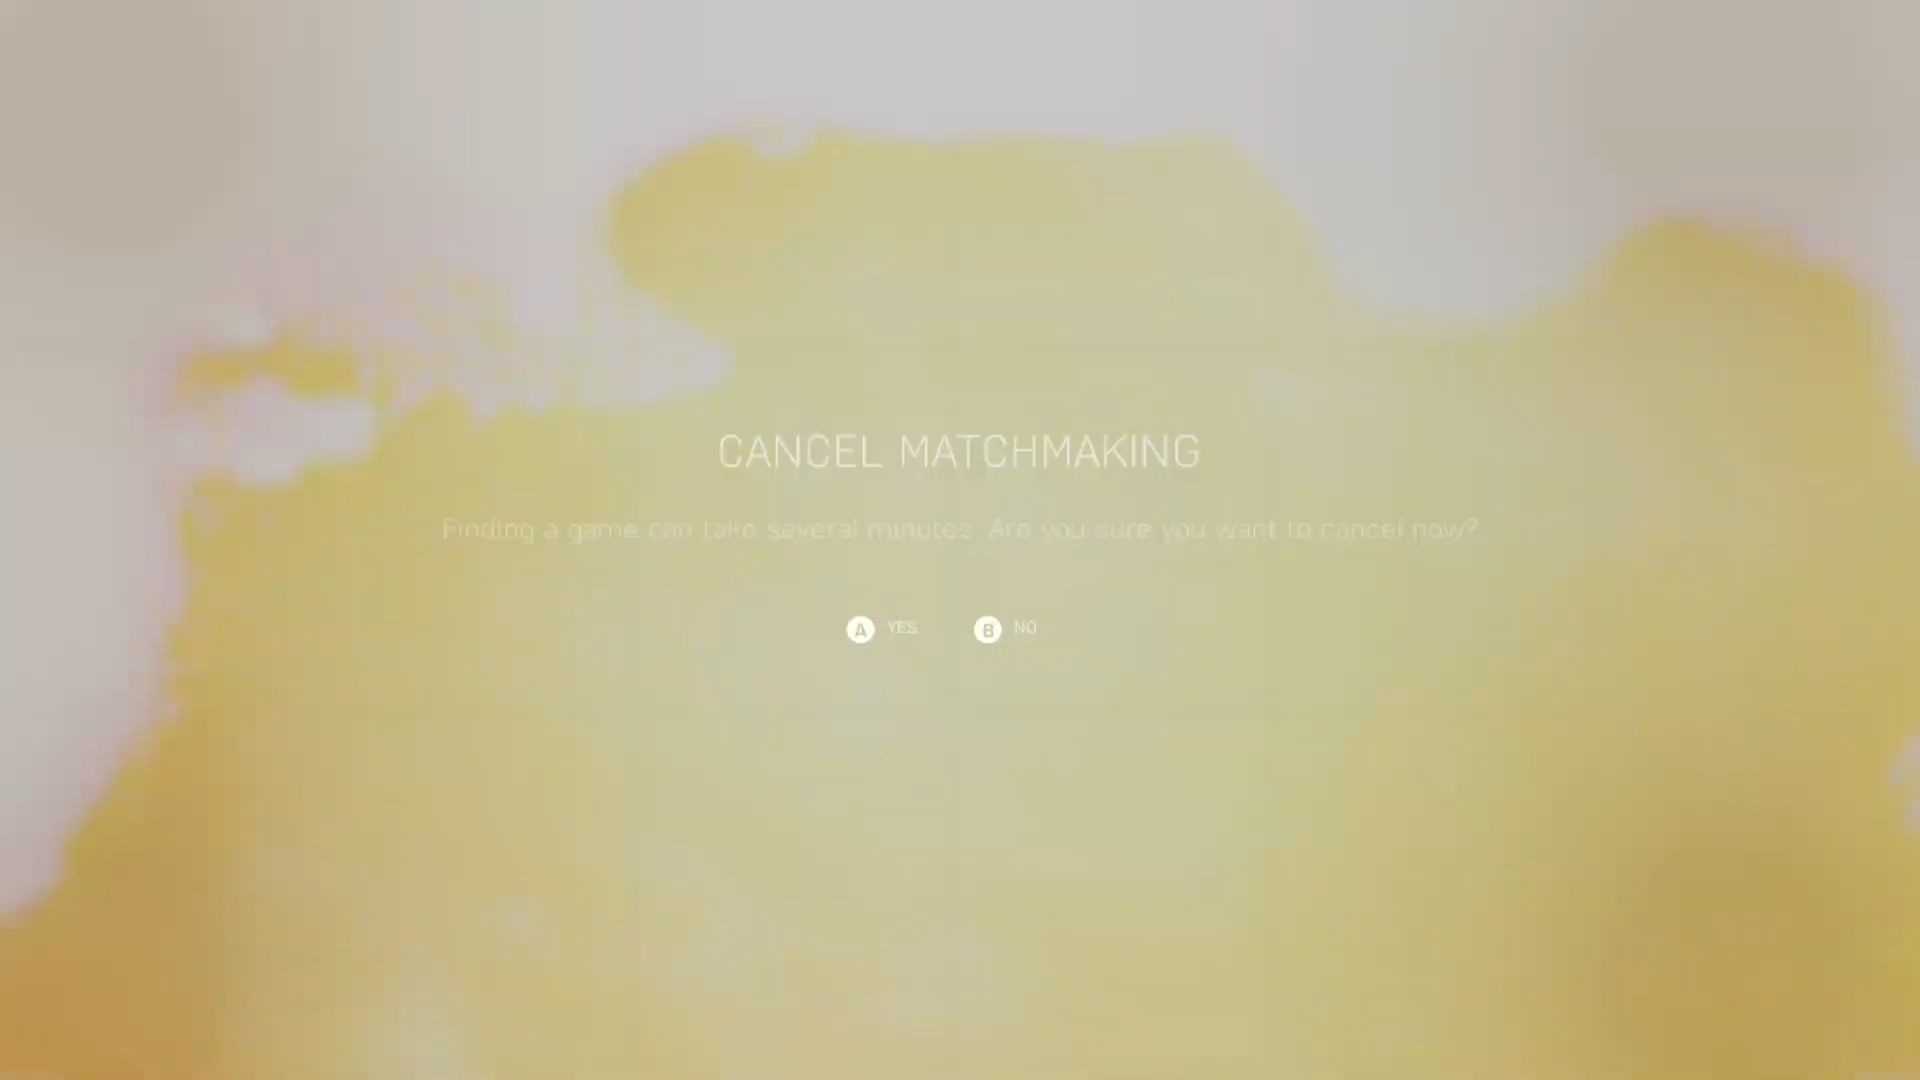 CANCEL MATCHMAKING
Finding a game can take several minutes. Are you sure you want to cancel now?
A YES B NO